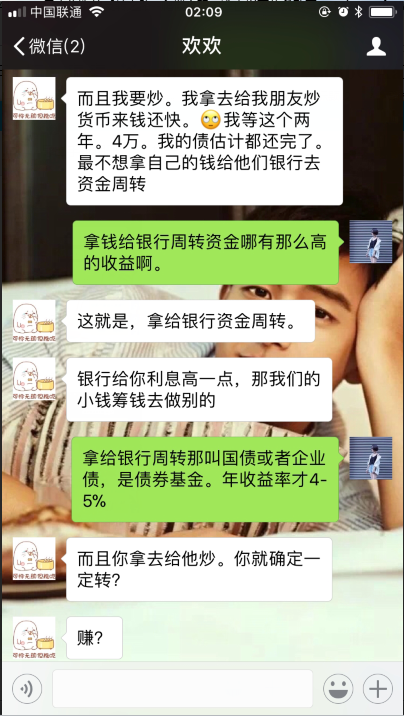 中国联通
02:09
微信(2)
欢欢
而且我要炒。我拿去给我朋友炒
货币来钱还快。🙄我等这个两
年。4万。我的债估计都还完了。
最不想拿自己的钱给他们银行去
资金周转
拿钱给银行周转资金哪有那么高
的收益啊。
这就是，拿给银行资金周转。
银行给你利息高一点，那我们的
小钱筹钱去做别的
拿给银行周转那叫国债或者企业
债，是债券基金。年收益率才4-
5%
而且你拿去给他炒。你就确定一
定转?
赚?